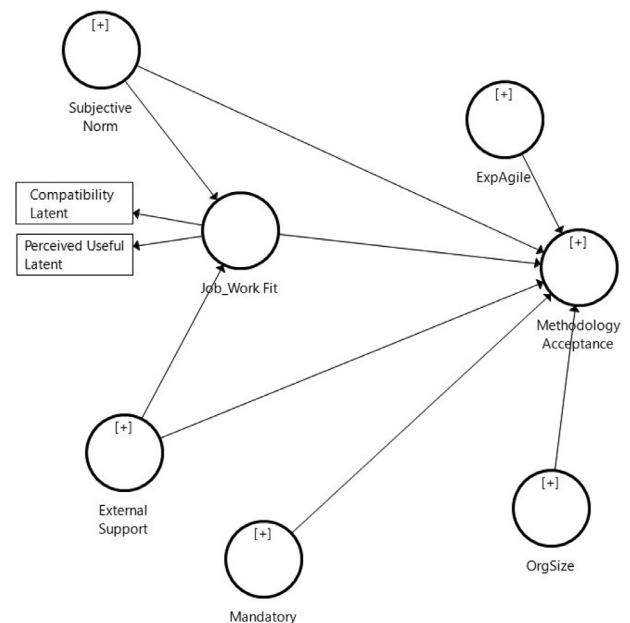 [+]
Subjective
Norm
[+]
ExpAgile
Compatibility
Latent
Perceived Useful
Latent
Job_Work Fit
[+]
Methodology
Acceptance
[+]
External
Support
[+]
OrgSize
[+]
Mandatory